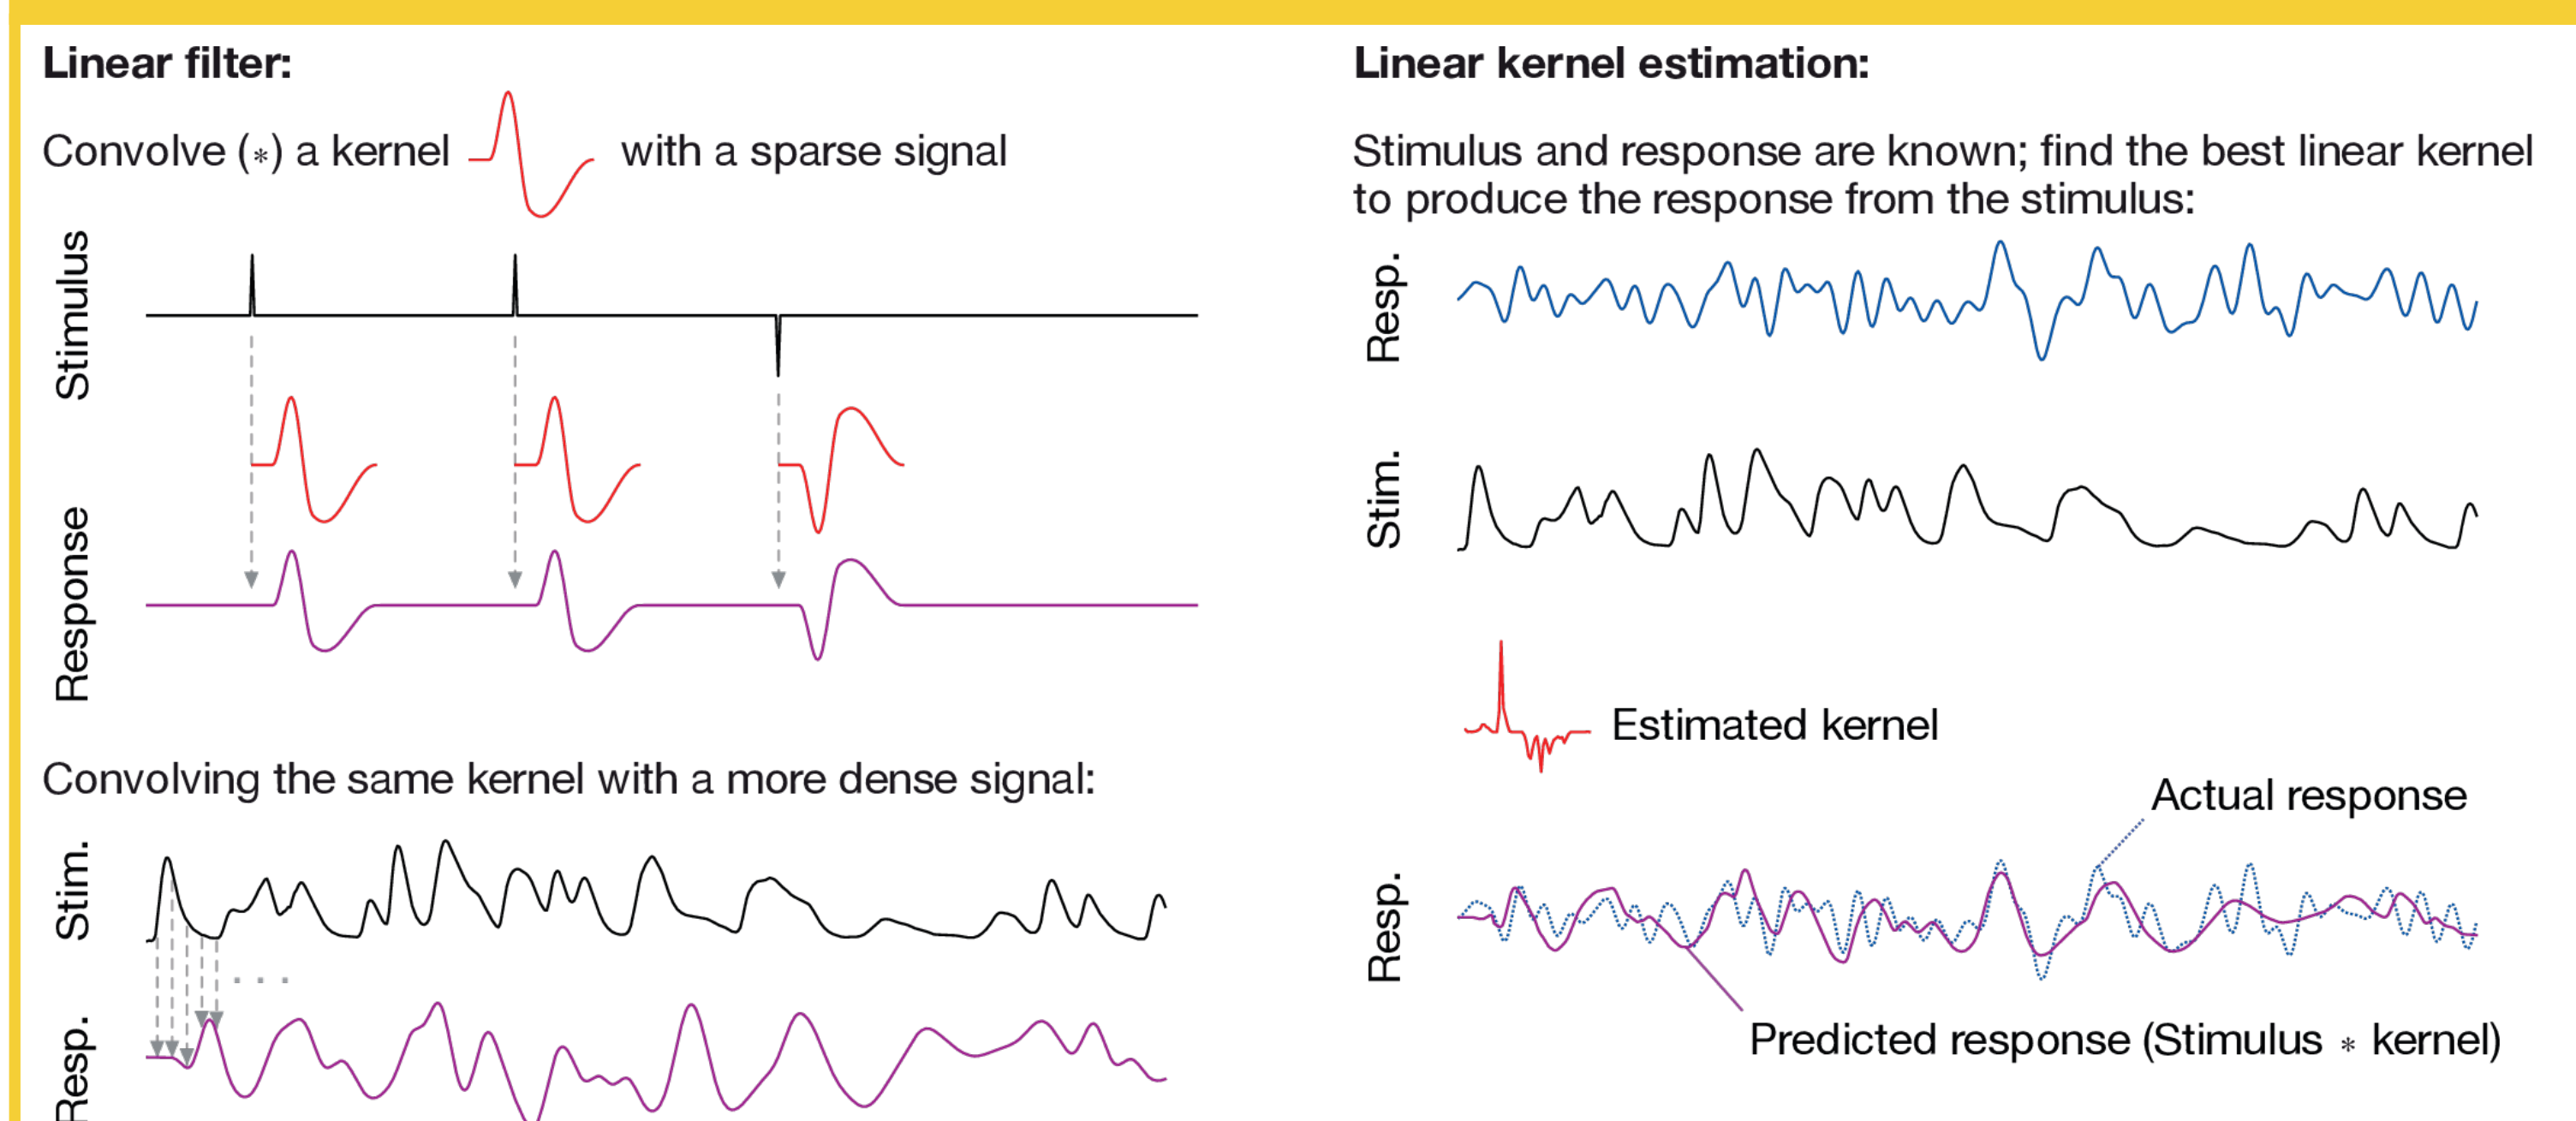 Linear filter:
Convolve (*) a kernel with a sparse signal
Stimulus
Response
Convolving the same kernel with a more dense signal:
Stim.
. . .
Resp.
Linear kernel estimation:
Stimulus and response are known; find the best linear kernel
to produce the response from the stimulus:
Resp.
Stim.
Estimated kernel
Actual response
Resp.
Predicted response (Stimulus * kernel)